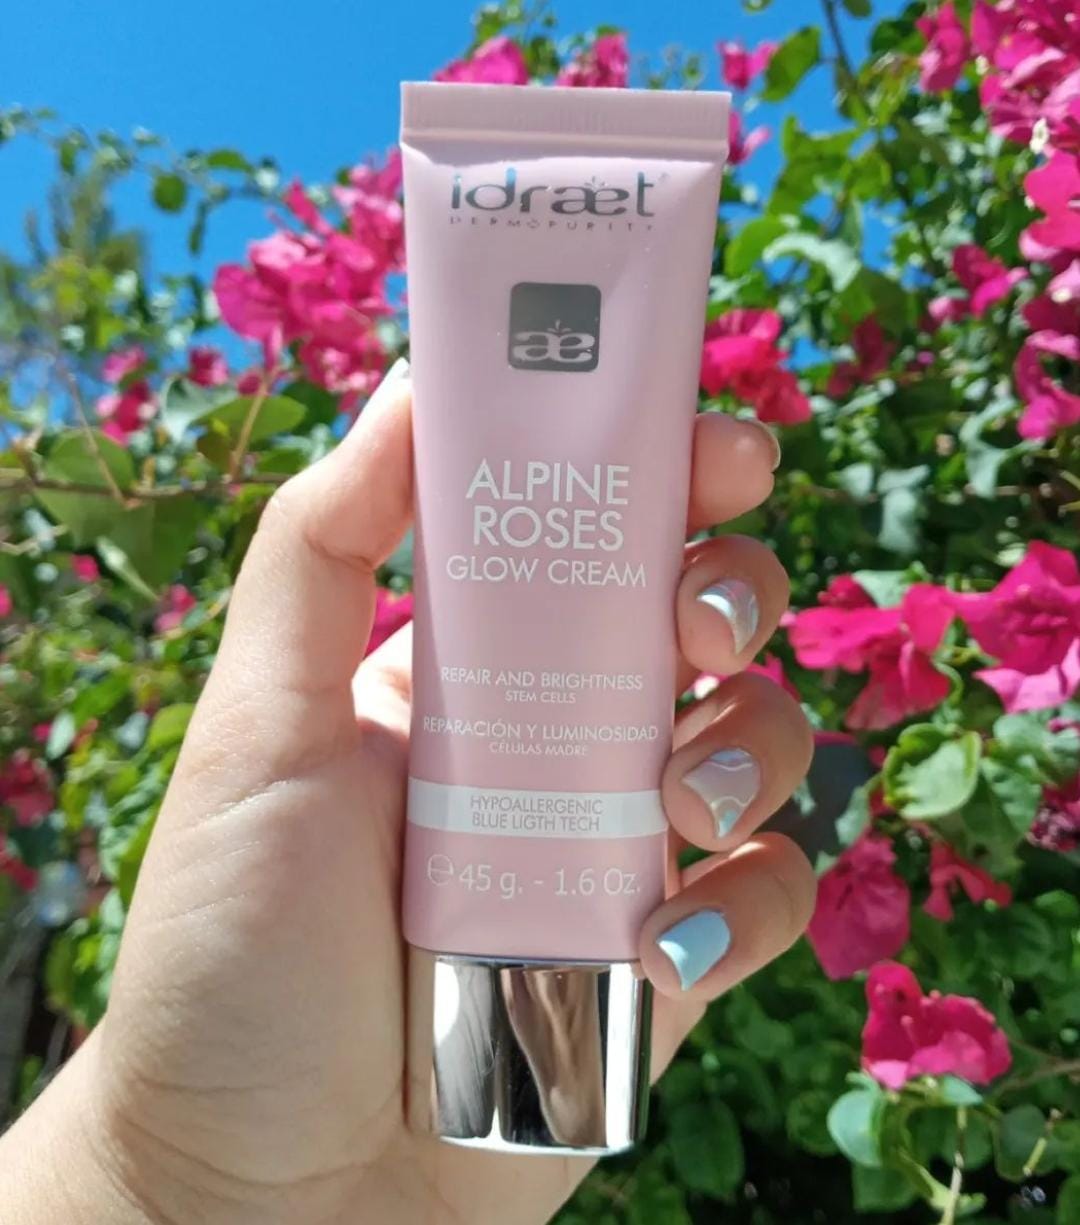 idraet
DERMOPURITY
ae
ALPINE
ROSES
GLOW CREAM
REPAIR AND BRIGHTNESS
STEM CELLS
REPARACIÓN Y LUMINOSIDAD
CÉLULAS MADRE
HYPOALLERGENIC
BLUE LIGTH TECH
℮ 45 g. - 1.6 Oz.